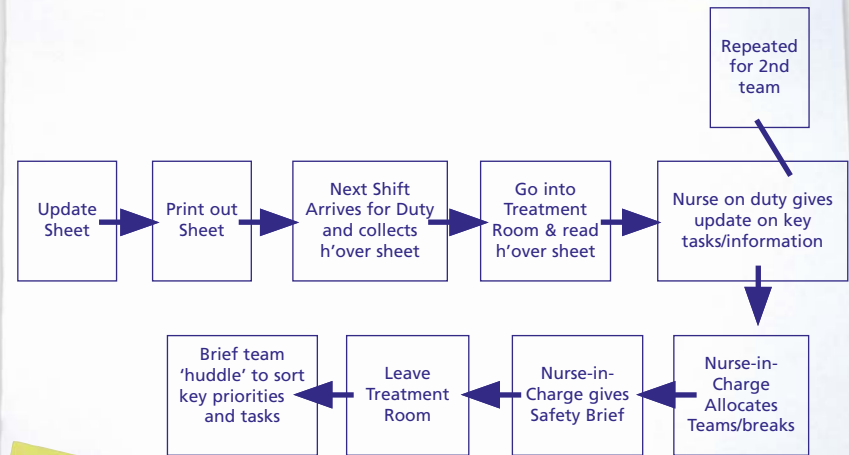 Repeated
for 2nd
team
Update
Sheet
Print out
Sheet
Next Shift
Arrives for Duty
and collects
h'over sheet
Go into
Treatment
Room & read
h'over sheet
Nurse on duty gives
update on key
tasks/information
Nurse-in-
Charge
Allocates
Teams/breaks
Nurse-in-
Charge gives
Safety Brief
Leave
Treatment
Room
Brief team
'huddle' to sort
key priorities
and tasks